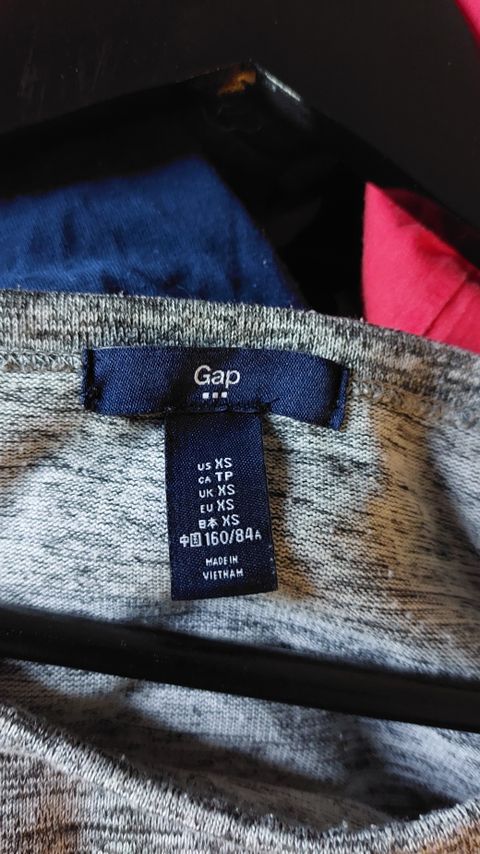 Gap
US XS
CA TP
UK XS
EU XS
日本 XS
中国 160/84A
MADE IN
VIETNAM